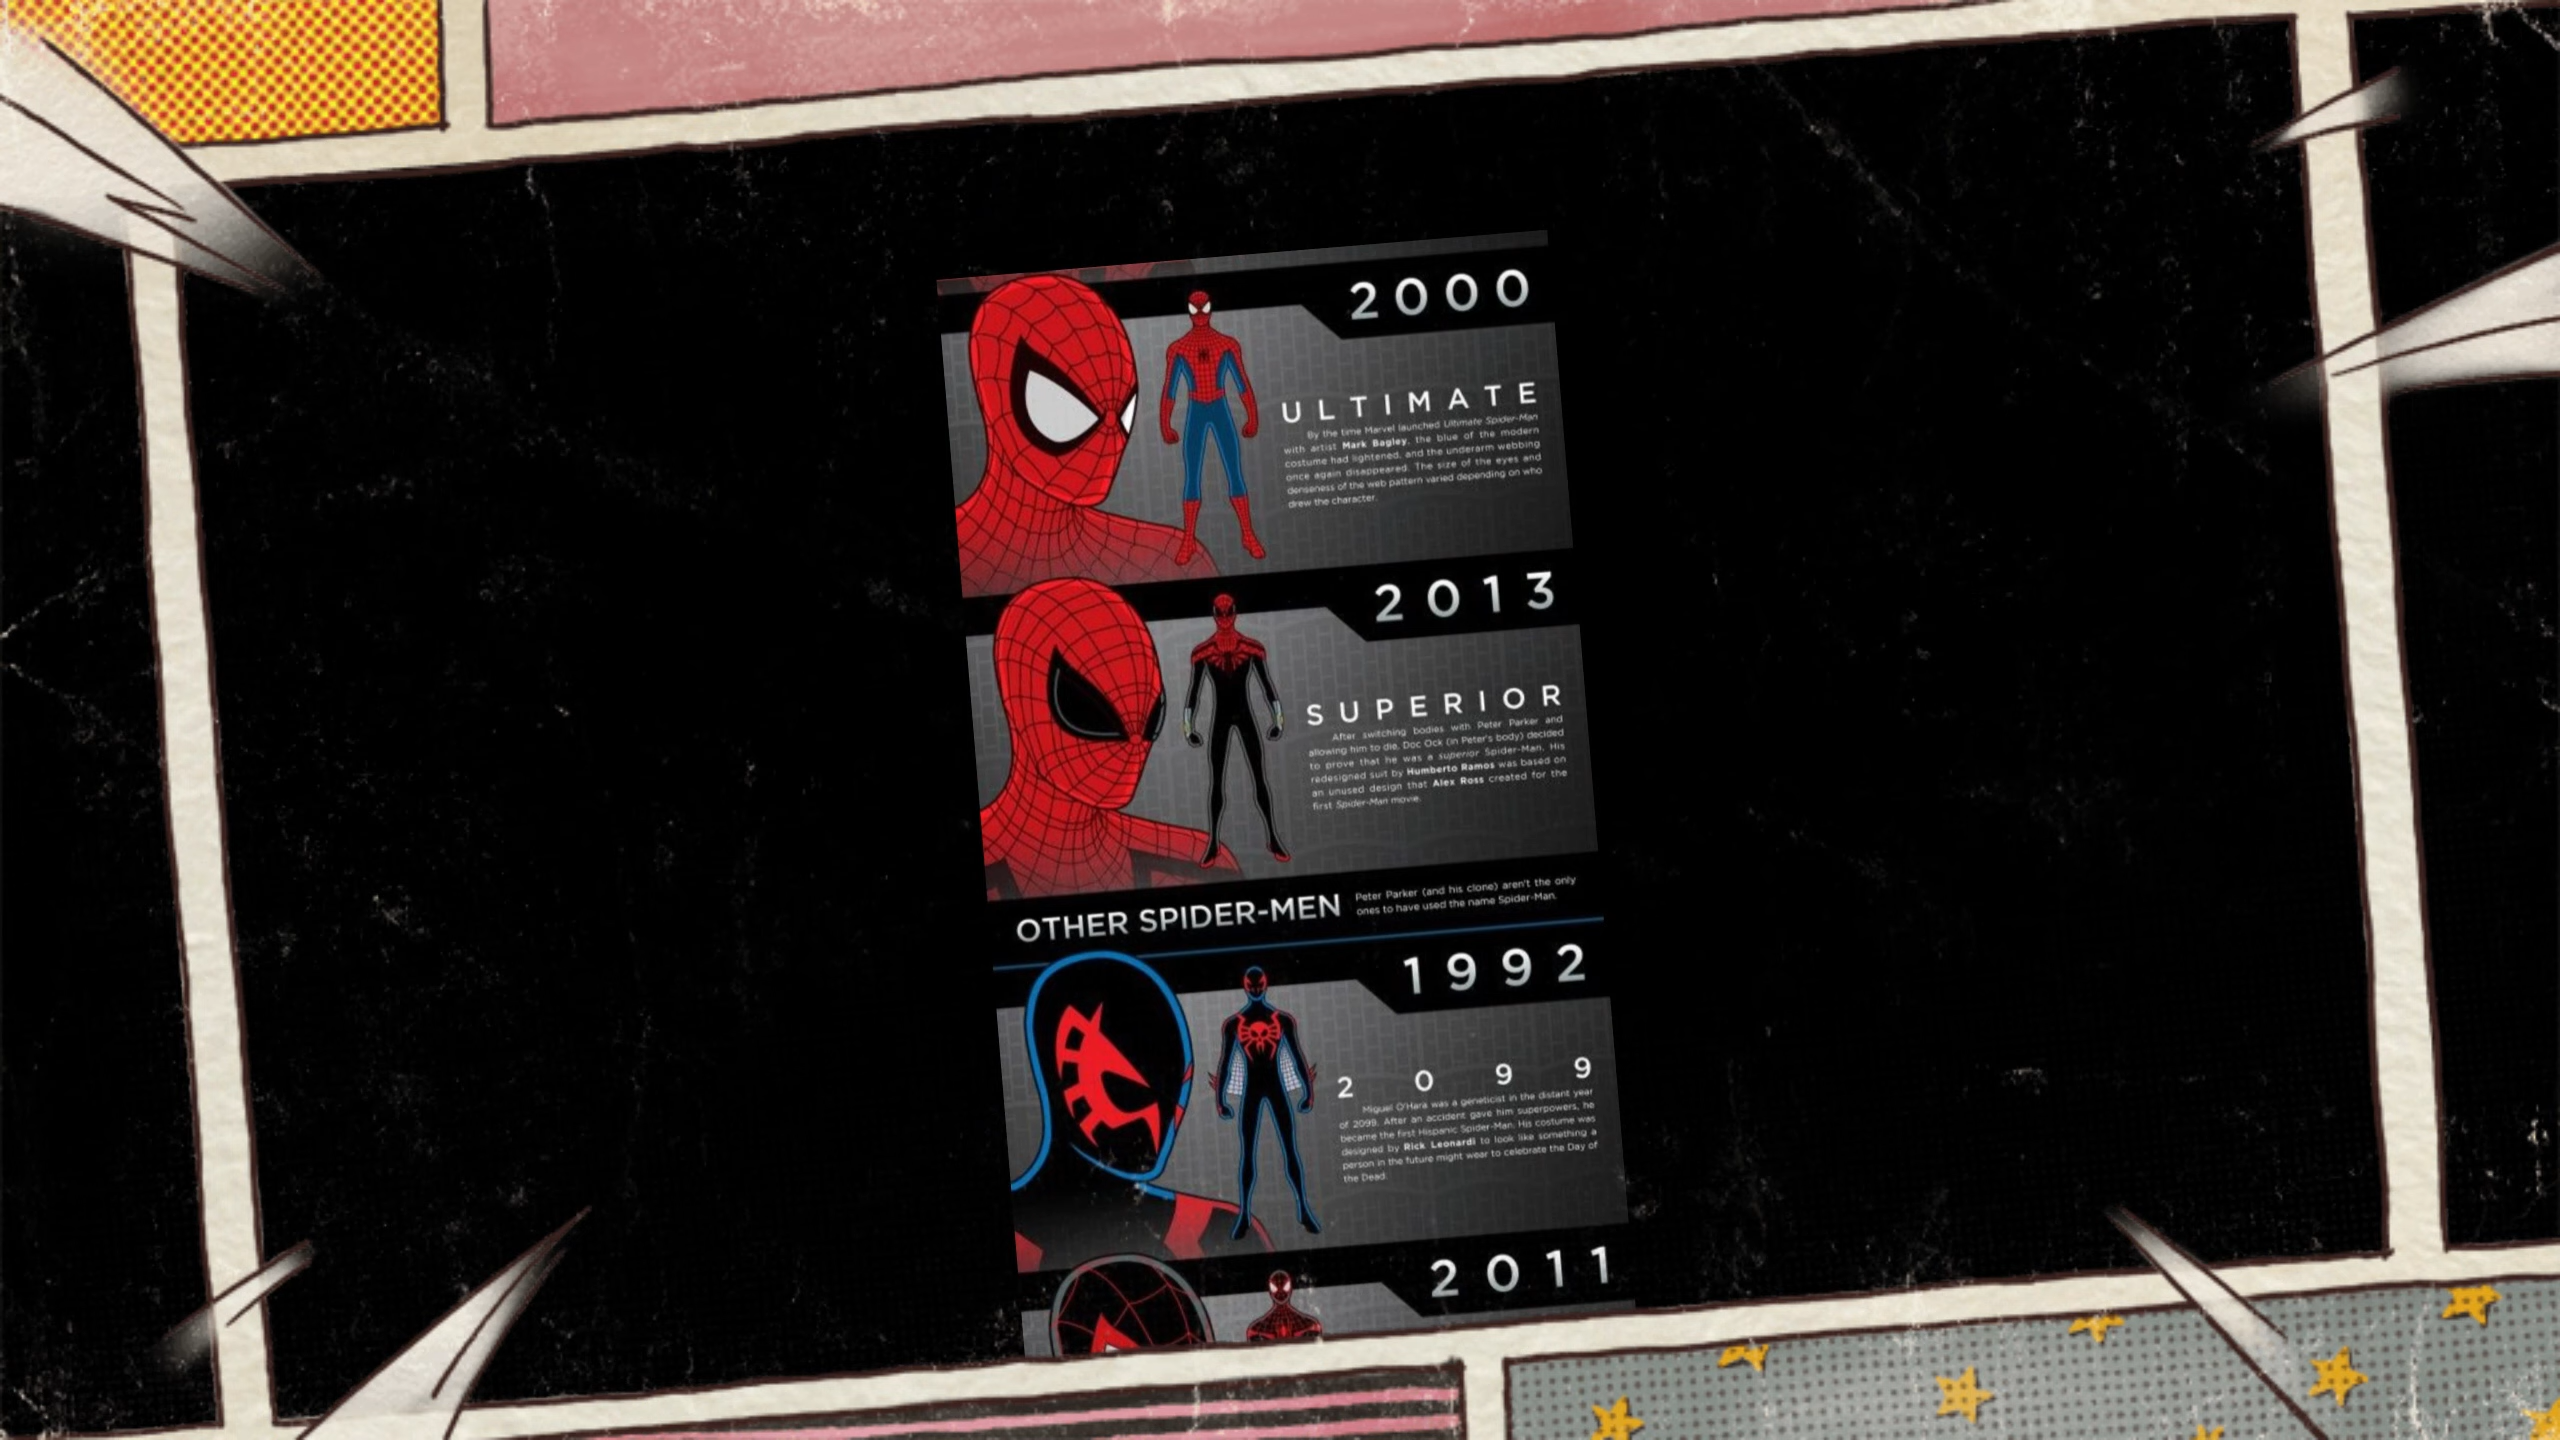 2000
ULTIMATE
By the time Marvel launched Ultimate Spider-Man
with artist Mark Bagley, the blue of the modern
costume had lightened, and the underarm webbing
once again disappeared. The size of the eyes and
denseness of the web pattern varied depending on who
drew the character.
2013
SUPERIOR
After switching bodies with Peter Parker and
allowing him to die, Doc Ock (in Peter's body) decided
to prove that he was a superior Spider-Man. His
redesigned suit by Humberto Ramos was based on
an unused design that Alex Ross created for the
first Spider-Man movie.
OTHER SPIDER-MEN
Peter Parker (and his clone) aren't the only
ones to have used the name Spider-Man.
1992
2099
Miguel O'Hara was a geneticist in the distant year
of 2099. After an accident gave him superpowers, he
became the first Hispanic Spider-Man. His costume was
designed by Rick Leonardi to look like something a
person in the future might wear to celebrate the Day of
the Dead.
2011